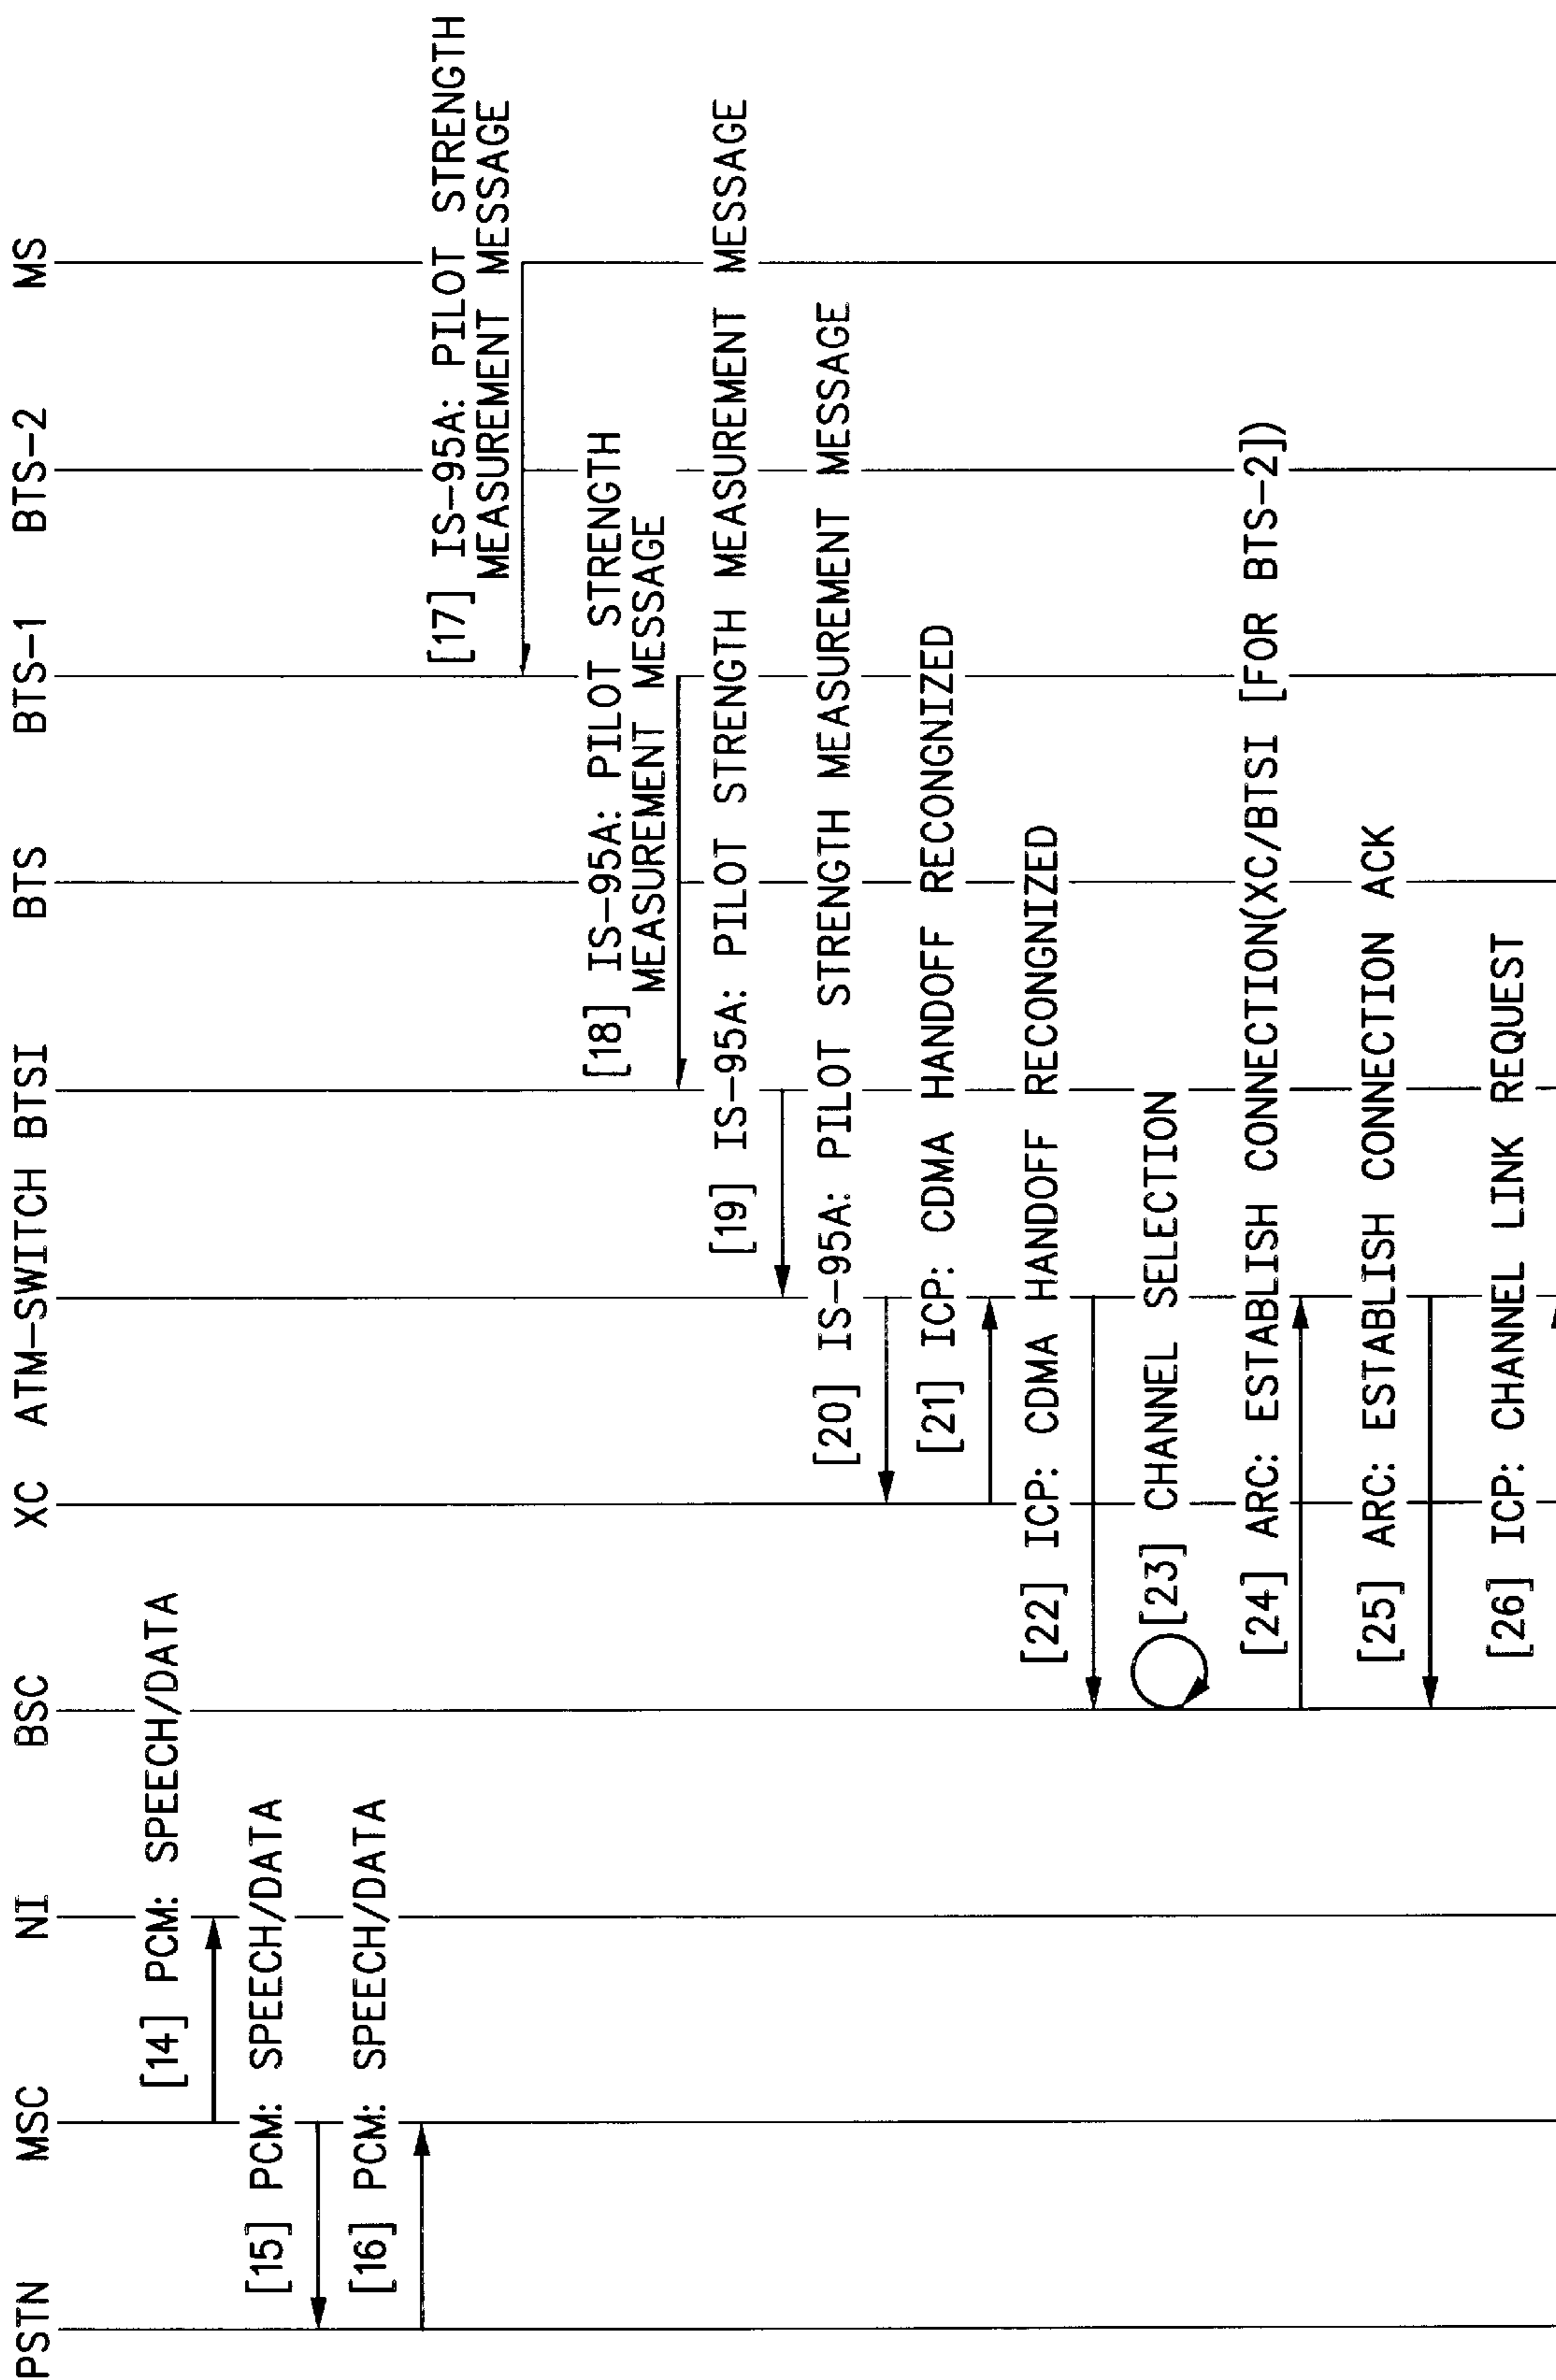 PSTN MSC NI BSC XC ATM-SWITCH BTSI BTS BTS-1 BTS-2 MS
[14] PCM: SPEECH/DATA
[15] PCM: SPEECH/DATA
[16] PCM: SPEECH/DATA
[17] IS-95A: PILOT STRENGTH
MEASUREMENT MESSAGE
[18] IS-95A: PILOT STRENGTH
MEASUREMENT MESSAGE
[19] IS-95A: PILOT STRENGTH MEASUREMENT MESSAGE
[20] IS-95A: PILOT STRENGTH MEASUREMENT MESSAGE
[21] ICP: CDMA HANDOFF RECONGNIZED
[22] ICP: CDMA HANDOFF RECONGNIZED
[23] CHANNEL SELECTION
[24] ARC: ESTABLISH CONNECTION(XC/BTSI [FOR BTS-2])
[25] ARC: ESTABLISH CONNECTION ACK
[26] ICP: CHANNEL LINK REQUEST